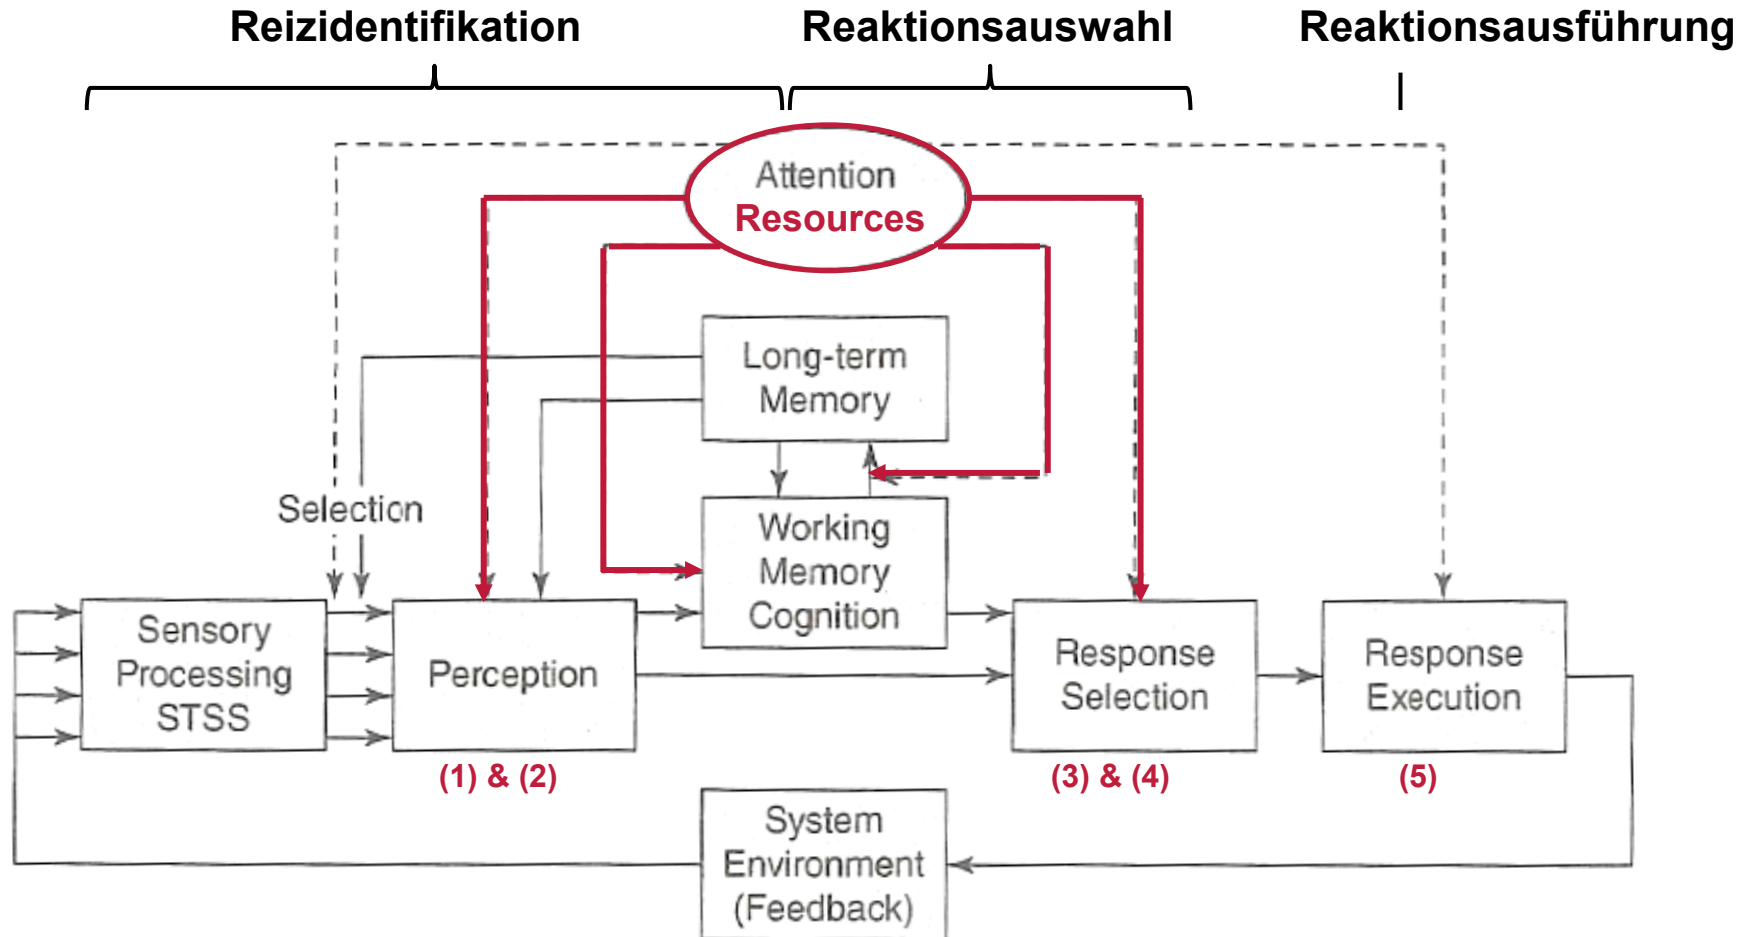 Reizidentifikation
Reaktionsauswahl
Reaktionsausführung
Attention
Resources
Long-term
Memory
Selection
Working
Memory
Cognition
Sensory
Processing
STSS
Perception
Response
Selection
Response
Execution
(1) & (2)
(3) & (4)
(5)
System
Environment
(Feedback)